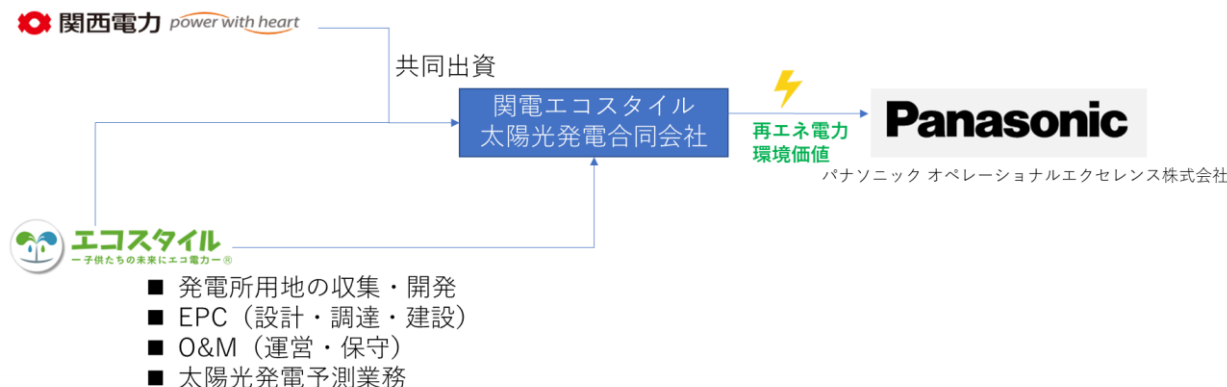 関西電力 power with heart
共同出資
関電エコスタイル
太陽光発電合同会社
再エネ電力
環境価値
Panasonic
パナソニック オペレーショナルエクセレンス株式会社
エコスタイル
ー子供たちの未来にエコ電力ー®
■ 発電所用地の収集・開発
■ EPC（設計・調達・建設）
■ O&M（運営・保守）
■ 太陽光発電予測業務